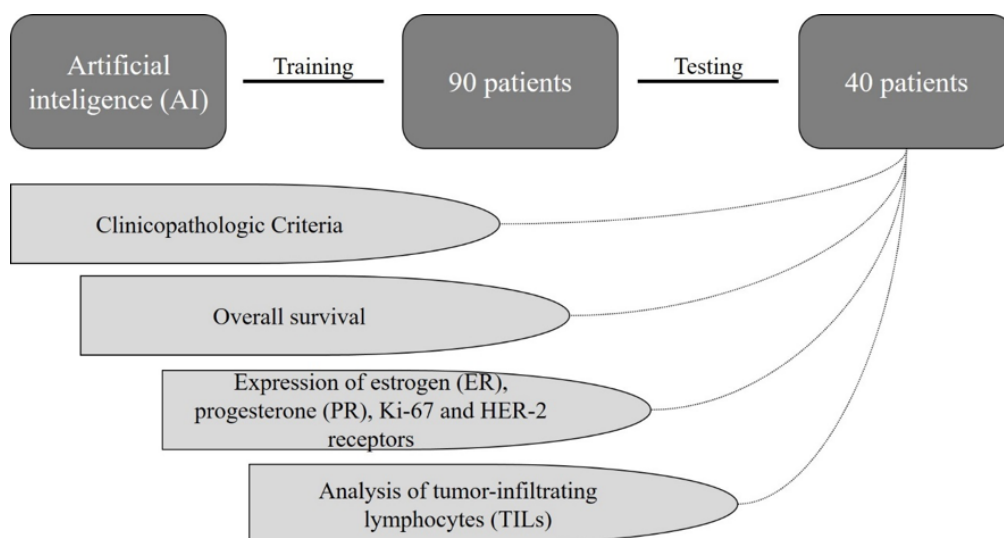 Artificial
inteligence (AI)
Training
90 patients
Testing
40 patients
Clinicopathologic Criteria
Overall survival
Expression of estrogen (ER),
progesterone (PR), Ki-67 and HER-2
receptors
Analysis of tumor-infiltrating
lymphocytes (TILs)